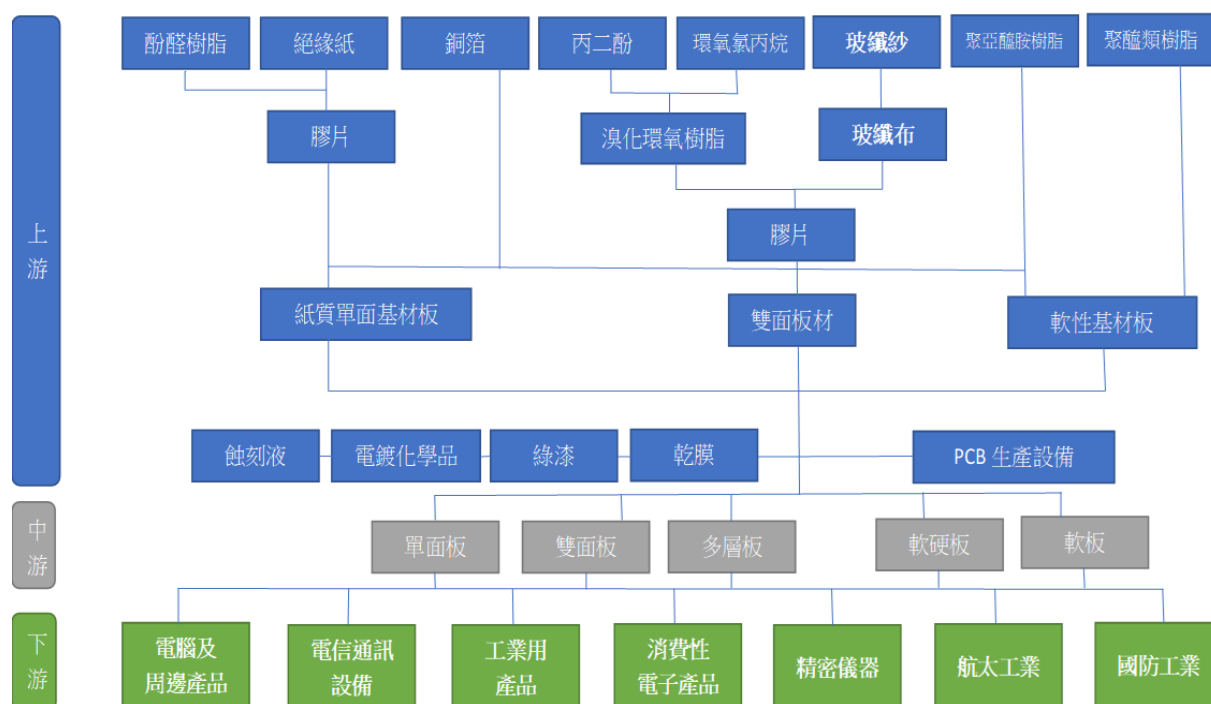 上
游
酚醛樹脂
絕緣紙
銅箔
丙二酚
環氧氯丙烷
玻纖紗
聚亞醯胺樹脂
聚醯類樹脂
膠片
溴化環氧樹脂
玻纖布
膠片
紙質單面基材板
雙面板材
軟性基材板
蝕刻液
電鍍化學品
綠漆
乾膜
PCB 生產設備
中
游
單面板
雙面板
多層板
軟硬板
軟板
下
游
電腦及
周邊產品
電信通訊
設備
工業用
產品
消費性
電子產品
精密儀器
航太工業
國防工業